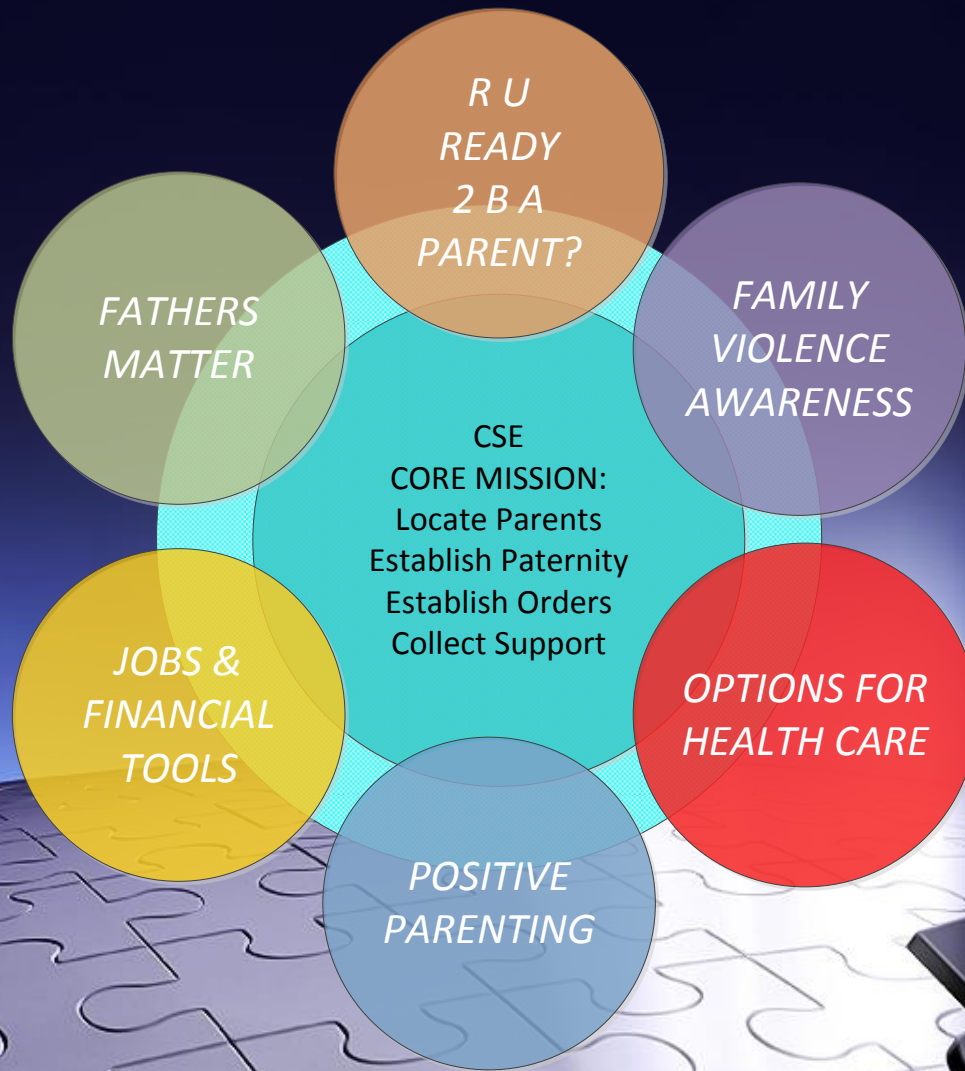 R U
READY
2 B A
PARENT?
FATHERS
MATTER
FAMILY
VIOLENCE
AWARENESS
CSE
CORE MISSION:
Locate Parents
Establish Paternity
Establish Orders
Collect Support
JOBS &
FINANCIAL
TOOLS
OPTIONS FOR
HEALTH CARE
POSITIVE
PARENTING